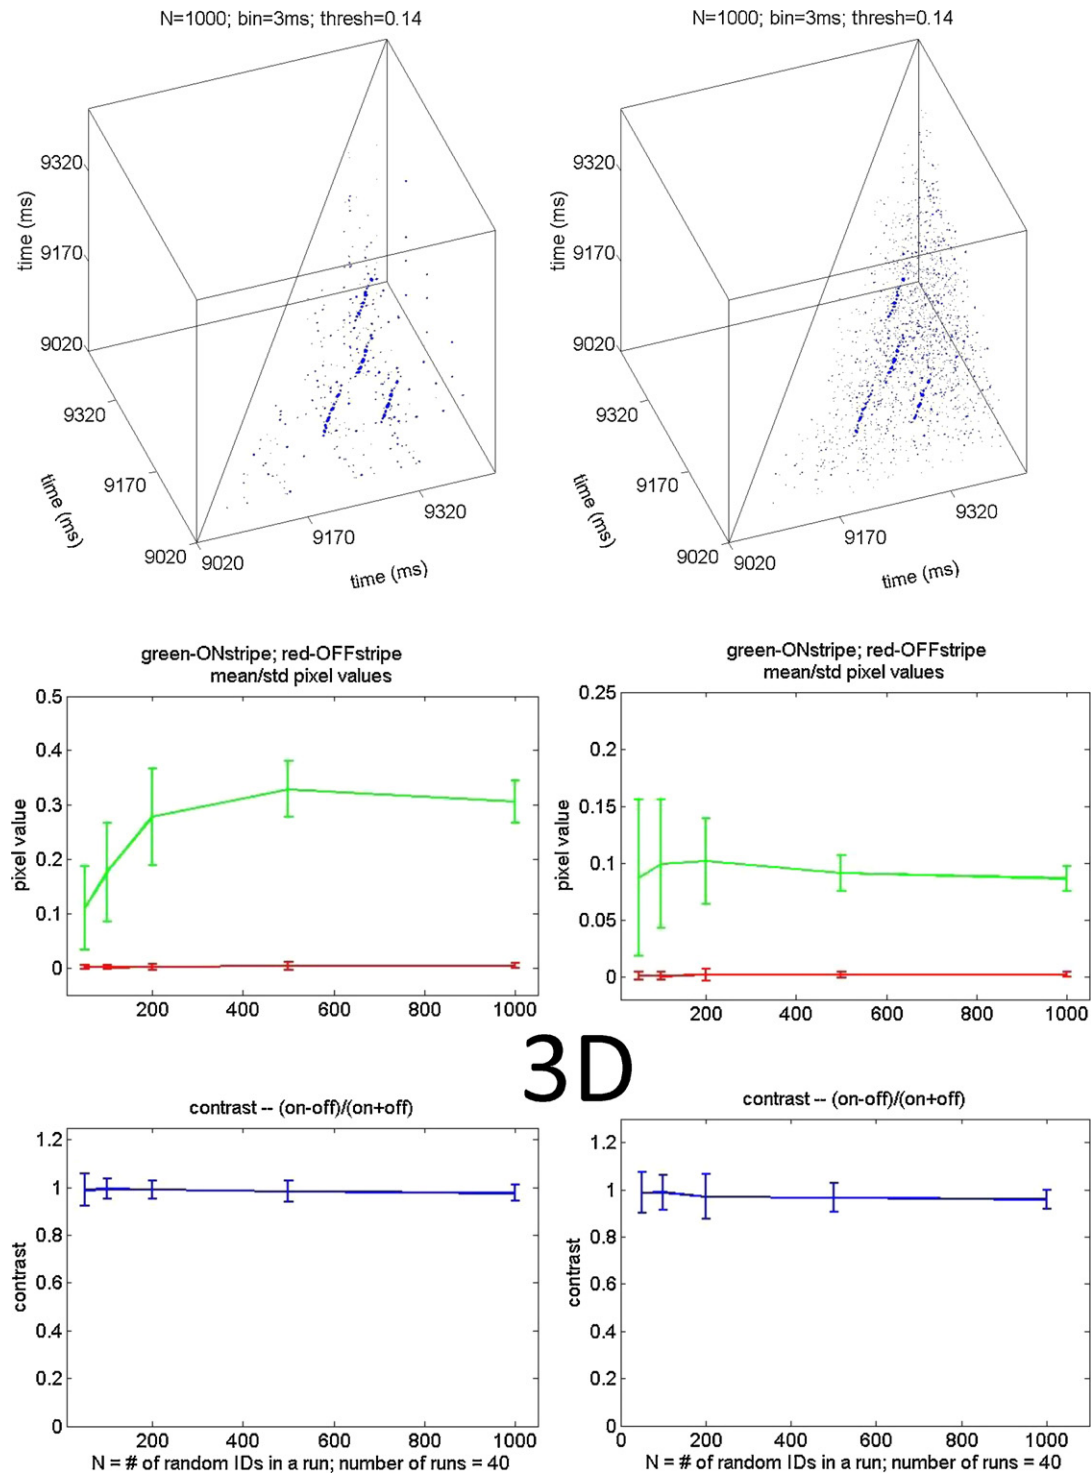 N=1000; bin=3ms; thresh=0.14
N=1000; bin=3ms; thresh=0.14
time (ms)
9320
9170
9020
9320
9170
9020
time (ms)
9020
9170
9320
time (ms)
time (ms)
9320
9170
9020
9320
9170
9020
time (ms)
9020
9170
9320
time (ms)
green-ONstripe; red-OFFstripe
mean/std pixel values
pixel value
0.5
0.4
0.3
0.2
0.1
0
200 400 600 800 1000
green-ONstripe; red-OFFstripe
mean/std pixel values
pixel value
0.25
0.2
0.15
0.1
0.05
0
200 400 600 800 1000
3D
contrast -- (on-off)/(on+off)
contrast
1.2
1
0.8
0.6
0.4
0.2
0
200 400 600 800 1000
contrast -- (on-off)/(on+off)
contrast
1.2
1
0.8
0.6
0.4
0.2
0
0 200 400 600 800 1000
N = # of random IDs in a run; number of runs = 40
N = # of random IDs in a run; number of runs = 40